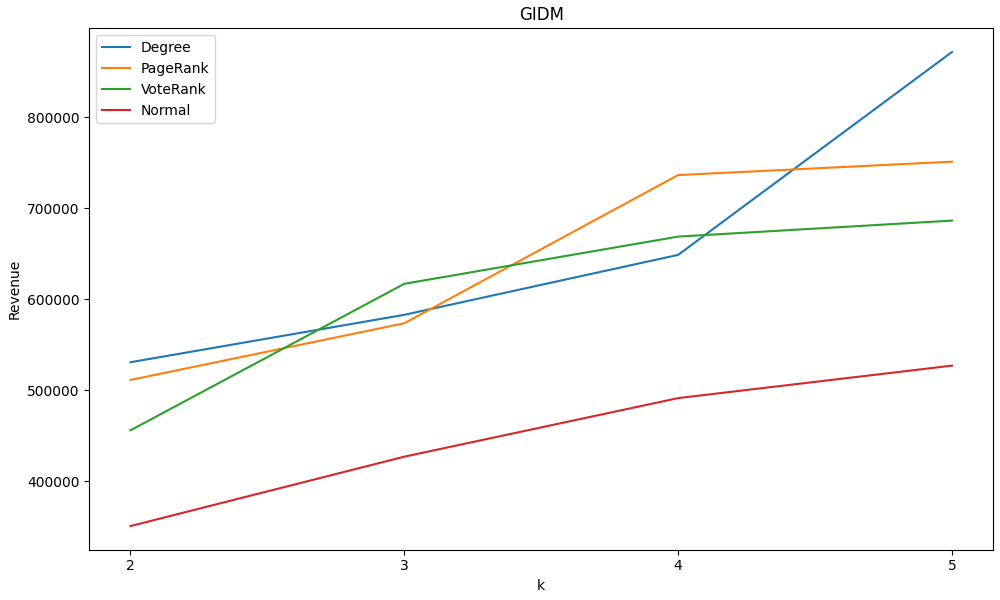 GIDM
Degree
PageRank
VoteRank
Normal
800000
700000
600000
500000
400000
Revenue
2
3
4
5
k